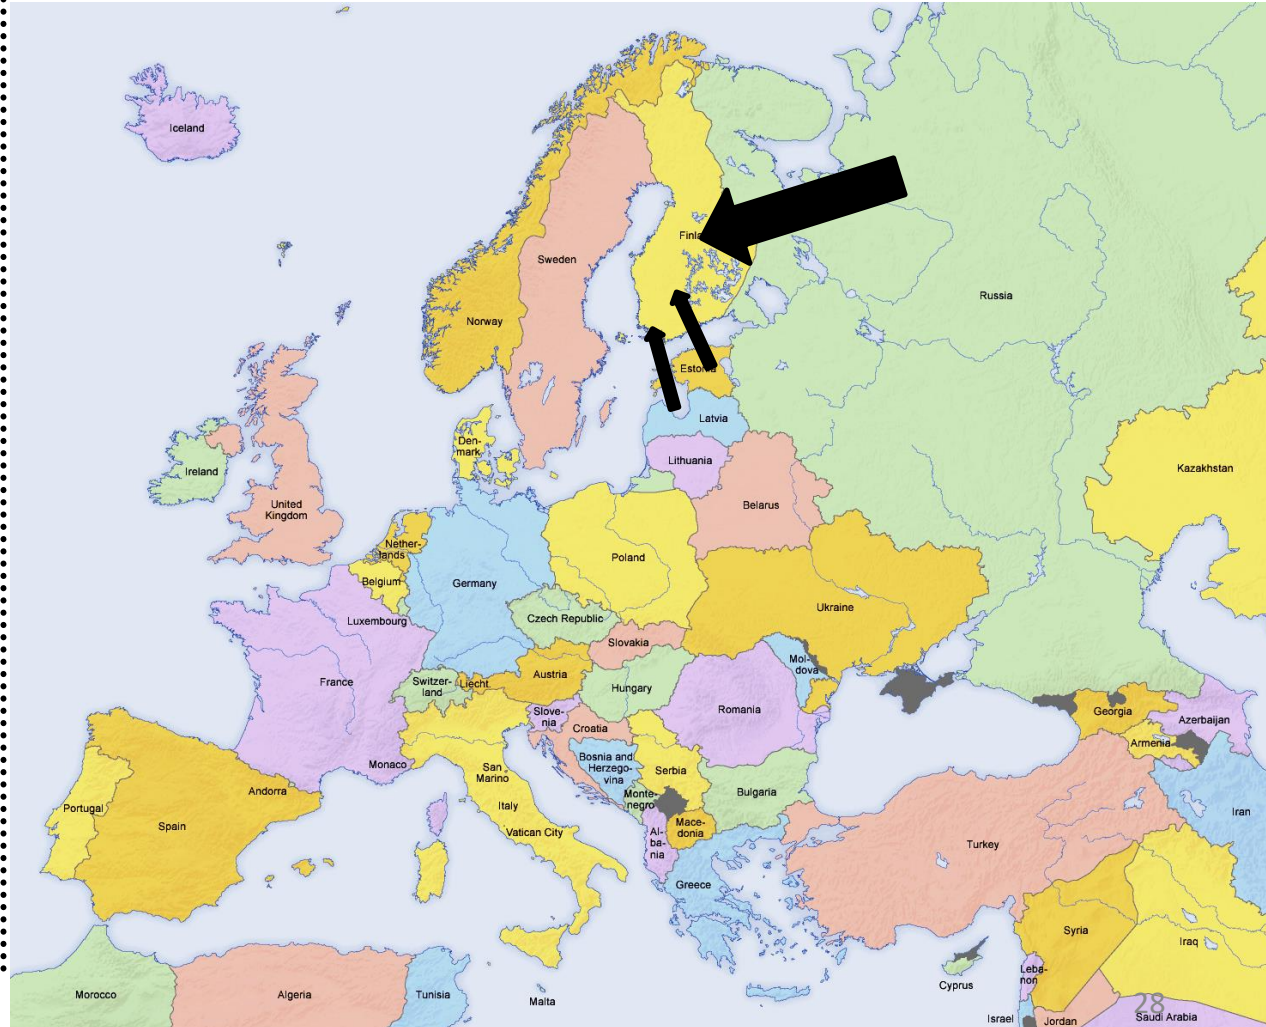 Iceland
Finla
Sweden
Russia
Norway
Estonia
Latvia
Den-
mark
Lithuania
Kazakhstan
Ireland
United
Kingdom
Belarus
Nether-
lands
Poland
Belgium
Germany
Ukraine
Czech Republic
Luxembourg
Slovakia
Mol-
dova
Austria
Switzer-
land
Liecht
France
Hungary
Romania
Slove-
nia
Georgia
Azerbaijan
Croatia
Armenia
Bosnia and
Herzego-
vina
Monaco
San
Marino
Serbia
Andorra
Bulgaria
Monte-
negro
Portugal
Italy
Iran
Spain
Mace-
donia
Vatican City
Al-
ba-
nia
Turkey
Greece
Syria
Iraq
Leba-
non
Cyprus
Morocco
Algeria
Tunisia
Malta
28
Israel
Jordan
Saudi Arabia